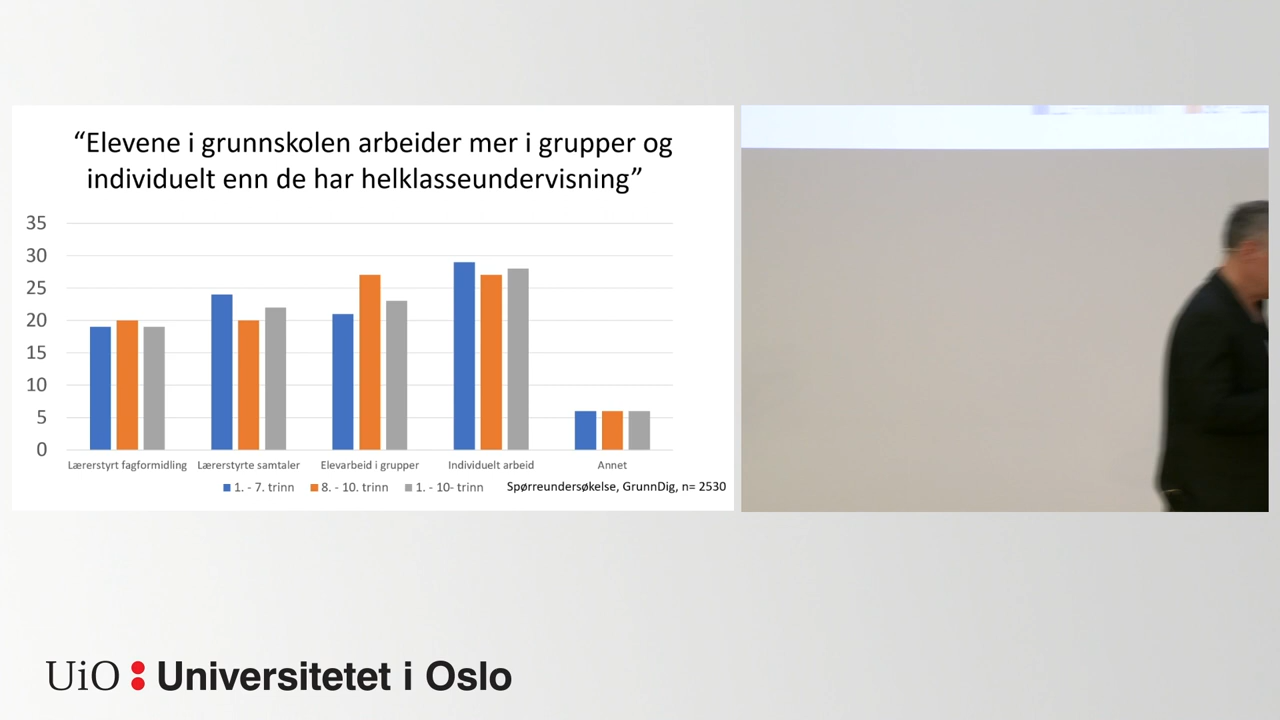 “Elevene i grunnskolen arbeider mer i grupper og
individuelt enn de har helklasseundervisning”
35
30
25
20
15
10
5
0
Lærerstyrt fagformidling Lærerstyrte samtaler Elevarbeid i grupper Individuelt arbeid Annet
1. - 7. trinn 8. - 10. trinn 1. - 10- trinn Spørreundersøkelse, GrunnDig, n= 2530
UiO Universitetet i Oslo